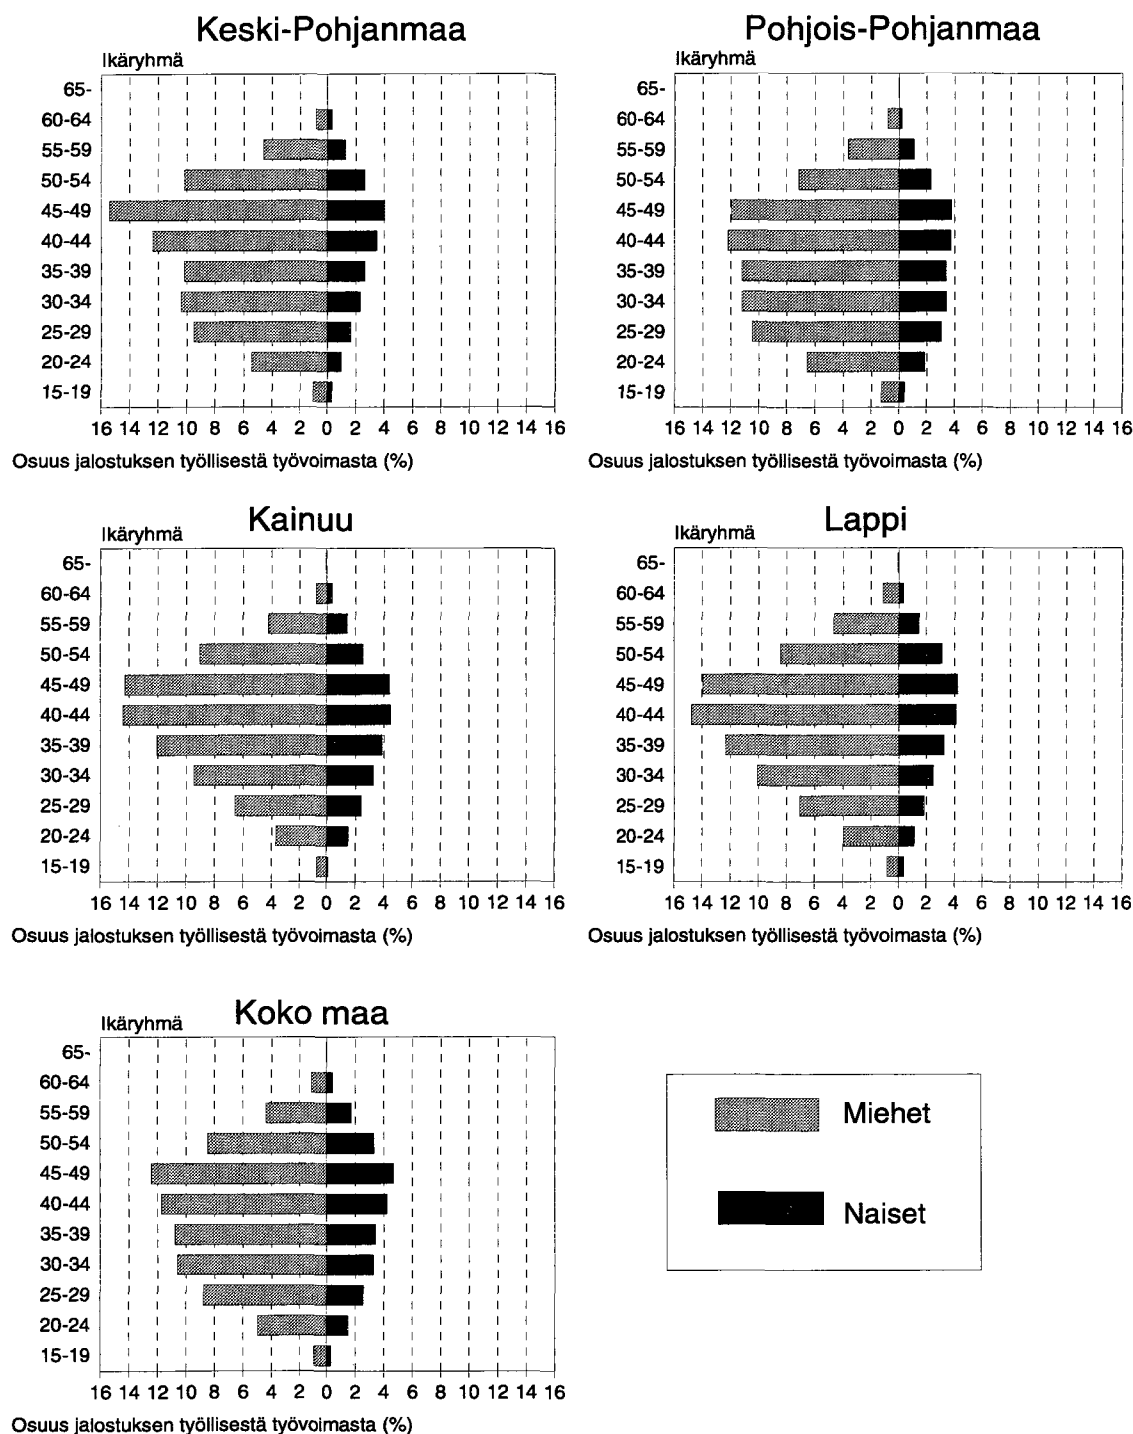 Keski-Pohjanmaa
Ikäryhmä
65-
60-64
55-59
50-54
45-49
40-44
35-39
30-34
25-29
20-24
15-19
16 14 12 10 8 6 4 2 0 2 4 6 8 10 12 14 16
Osuus jalostuksen työllisestä työvoimasta (%)
Pohjois-Pohjanmaa
Ikäryhmä
65-
60-64
55-59
50-54
45-49
40-44
35-39
30-34
25-29
20-24
15-19
16 14 12 10 8 6 4 2 0 2 4 6 8 10 12 14 16
Osuus jalostuksen työllisestä työvoimasta (%)
Kainuu
Ikäryhmä
65-
60-64
55-59
50-54
45-49
40-44
35-39
30-34
25-29
20-24
15-19
16 14 12 10 8 6 4 2 0 2 4 6 8 10 12 14 16
Osuus jalostuksen työllisestä työvoimasta (%)
Lappi
Ikäryhmä
65-
60-64
55-59
50-54
45-49
40-44
35-39
30-34
25-29
20-24
15-19
16 14 12 10 8 6 4 2 0 2 4 6 8 10 12 14 16
Osuus jalostuksen työllisestä työvoimasta (%)
Koko maa
Ikäryhmä
65-
60-64
55-59
50-54
45-49
40-44
35-39
30-34
25-29
20-24
15-19
16 14 12 10 8 6 4 2 0 2 4 6 8 10 12 14 16
Osuus jalostuksen työllisestä työvoimasta (%)
Miehet
Naiset